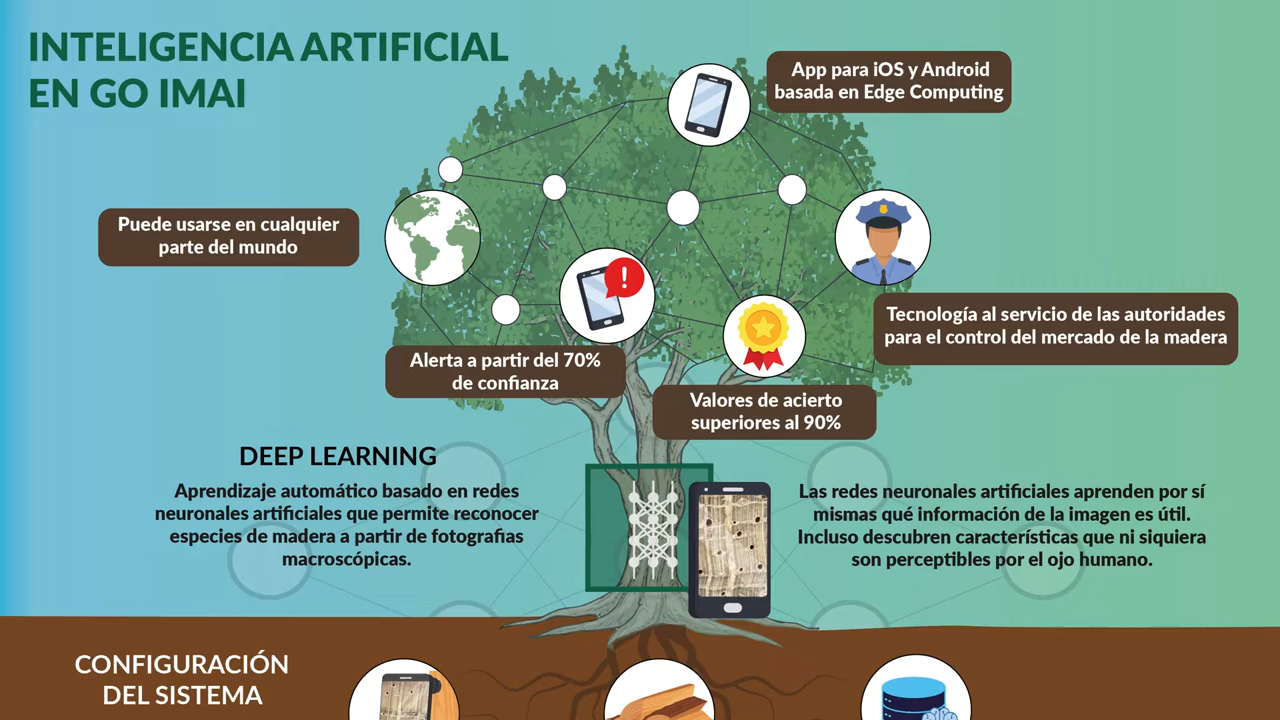 INTELIGENCIA ARTIFICIAL
EN GO IMAI
App para iOS y Android
basada en Edge Computing
Puede usarse en cualquier
parte del mundo
Tecnología al servicio de las autoridades
para el control del mercado de la madera
Alerta a partir del 70%
de confianza
Valores de acierto
superiores al 90%
DEEP LEARNING
Aprendizaje automático basado en redes
neuronales artificiales que permite reconocer
especies de madera a partir de fotografias
macroscópicas.
Las redes neuronales artificiales aprenden por sí
mismas qué información de la imagen es útil.
Incluso descubren características que ni siquiera
son perceptibles por el ojo humano.
CONFIGURACIÓN
DEL SISTEMA